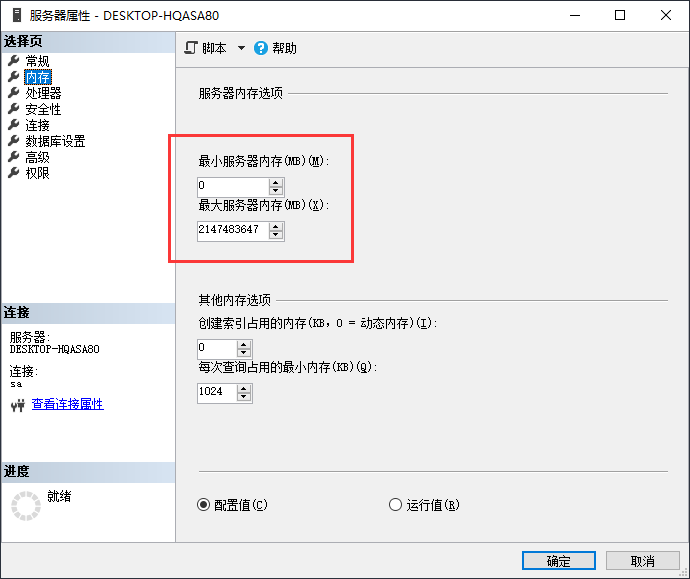 服务器属性 - DESKTOP-HQASA80
选择页
常规
内存
处理器
安全性
连接
数据库设置
高级
权限
连接
服务器:
DESKTOP-HQASA80
连接:
sa
查看连接属性
进度
就绪
脚本 帮助
服务器内存选项
最小服务器内存(MB)(M):
0
最大服务器内存(MB)(X):
2147483647
其他内存选项
创建索引占用的内存(KB，0 = 动态内存)(I):
0
每次查询占用的最小内存(KB)(Q):
1024
配置值(C) 运行值(R)
确定 取消